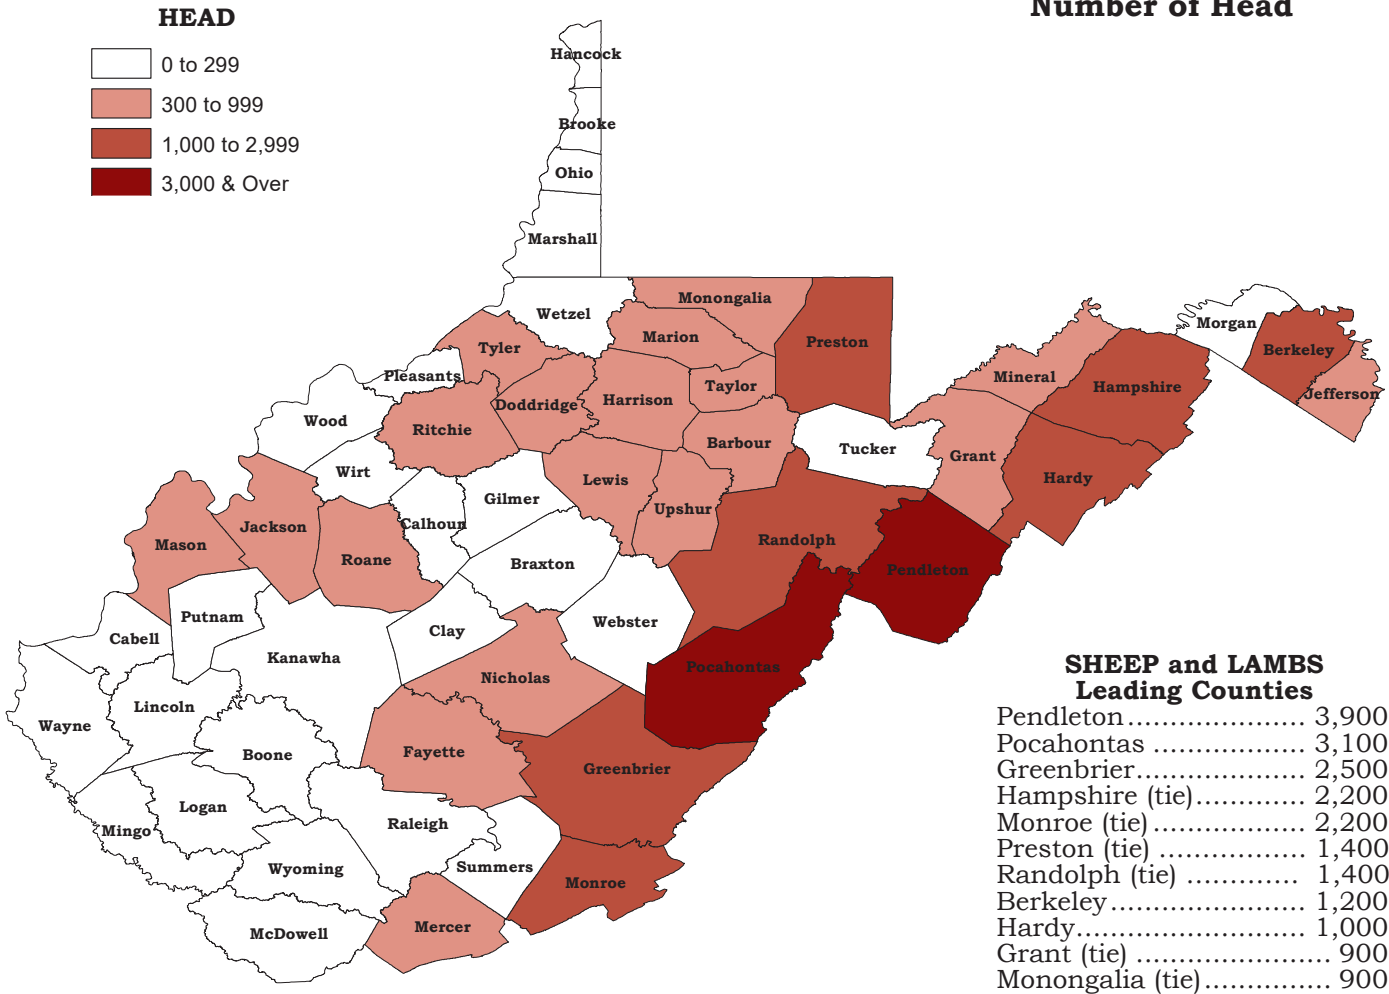 Number of Head
HEAD
0 to 299
300 to 999
1,000 to 2,999
3,000 & Over
Hancock
Brooke
Ohio
Marshall
Wetzel
Monongalia
Marion
Preston
Tyler
Pleasants
Doddridge
Harrison
Taylor
Mineral
Hampshire
Morgan
Berkeley
Jefferson
Wood
Ritchie
Barbour
Tucker
Grant
Hardy
Wirt
Gilmer
Lewis
Upshur
Calhoun
Jackson
Mason
Roane
Braxton
Randolph
Pendleton
Putnam
Cabell
Clay
Webster
Kanawha
Nicholas
Pocahontas
Lincoln
Wayne
Boone
Fayette
Greenbrier
Logan
Mingo
Raleigh
Wyoming
Summers
Monroe
McDowell
Mercer
SHEEP and LAMBS
Leading Counties
Pendleton..................... 3,900
Pocahontas .................. 3,100
Greenbrier.................... 2,500
Hampshire (tie)............. 2,200
Monroe (tie).................. 2,200
Preston (tie) ................. 1,400
Randolph (tie) .............. 1,400
Berkeley....................... 1,200
Hardy........................... 1,000
Grant (tie) ....................... 900
Monongalia (tie)............... 900